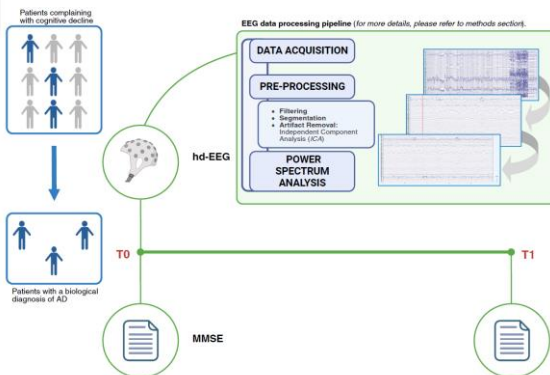 Patients complaining
with cognitive decline
EEG data processing pipeline (for more details, please refer to methods section).
DATA ACQUISITION
PRE-PROCESSING
• Filtering
• Segmentation
• Artifact Removal:
Independent Component
Analysis (ICA)
POWER
SPECTRUM
ANALYSIS
hd-EEG
T0
T1
Patients with a biological
diagnosis of AD
MMSE